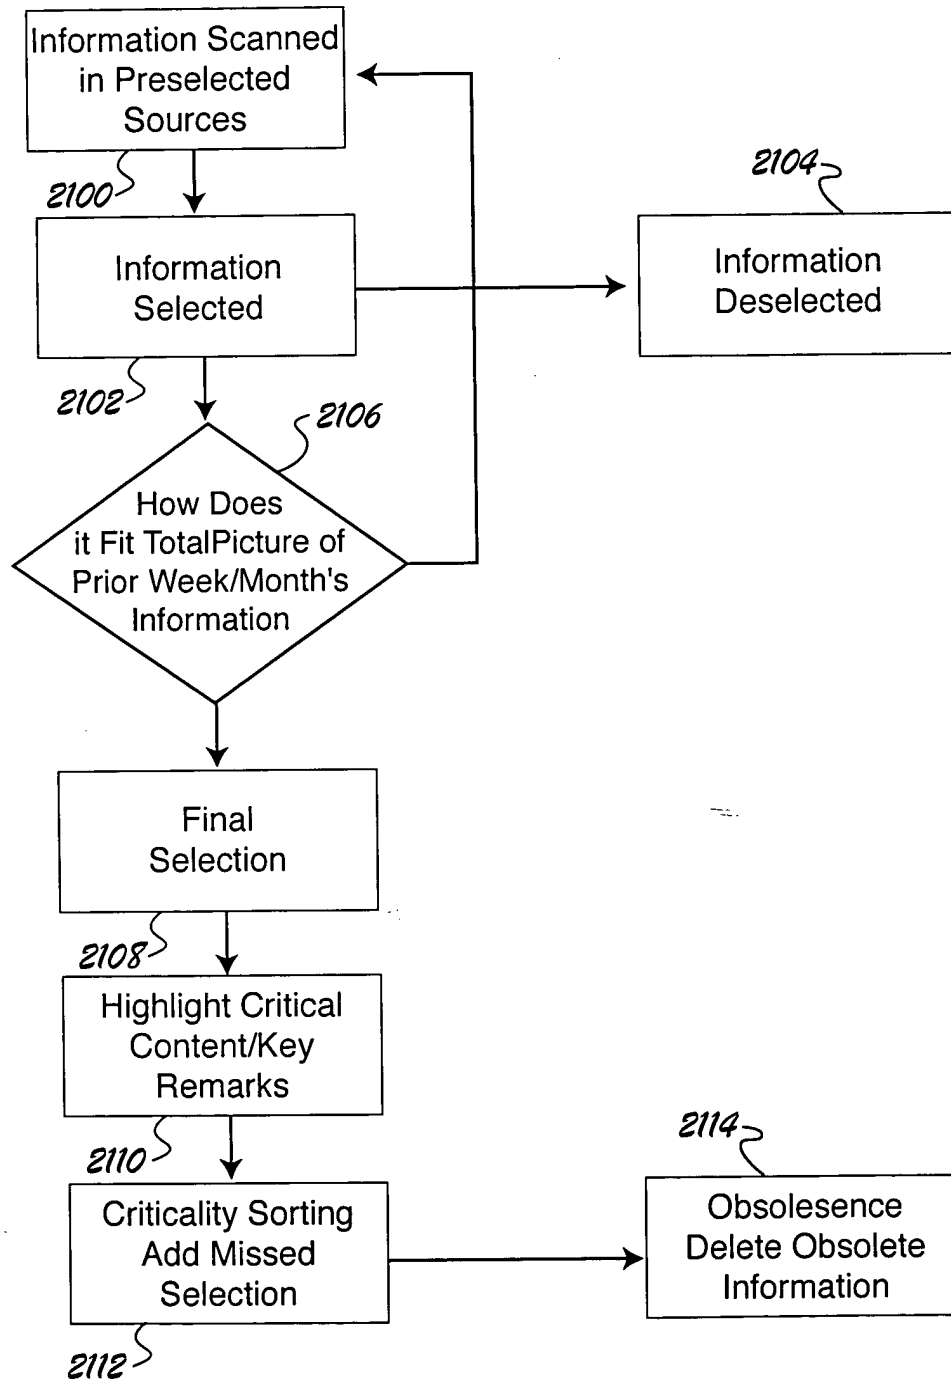 Information Scanned
in Preselected
Sources
2100
2104
Information
Selected
Information
Deselected
2102
2106
How Does
it Fit TotalPicture of
Prior Week/Month's
Information
Final
Selection
2108
Highlight Critical
Content/Key
Remarks
2110
2114
Criticality Sorting
Add Missed
Selection
Obsolesence
Delete Obsolete
Information
2112